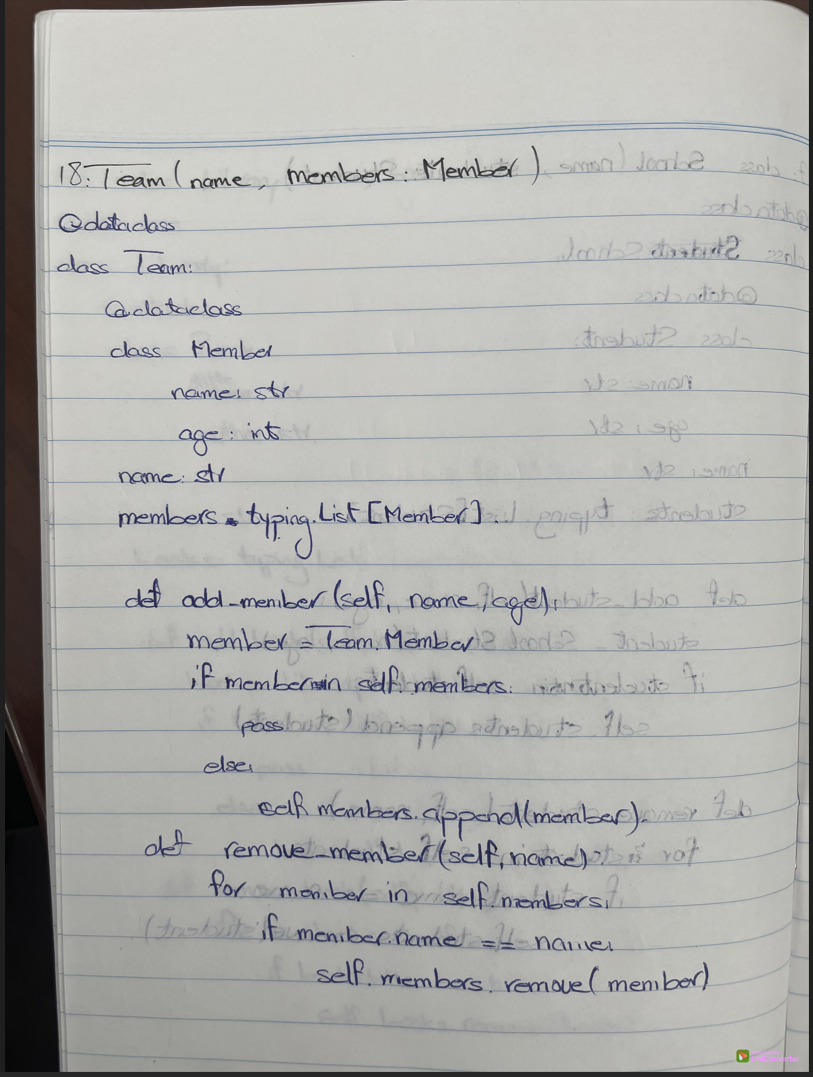 18. Team (name, members: Member)
@dataclass
class Team:
@dataclass
class Member
name: str
age: int
name: str
members. typing.List [Member].
def add_member (self, name, age):
member = Team.Member
if member in self.members:
pass
else:
self.members.append(member).
def remove_member (self, name):
for member in self.members:
if member.name == name:
self.members.remove(member)